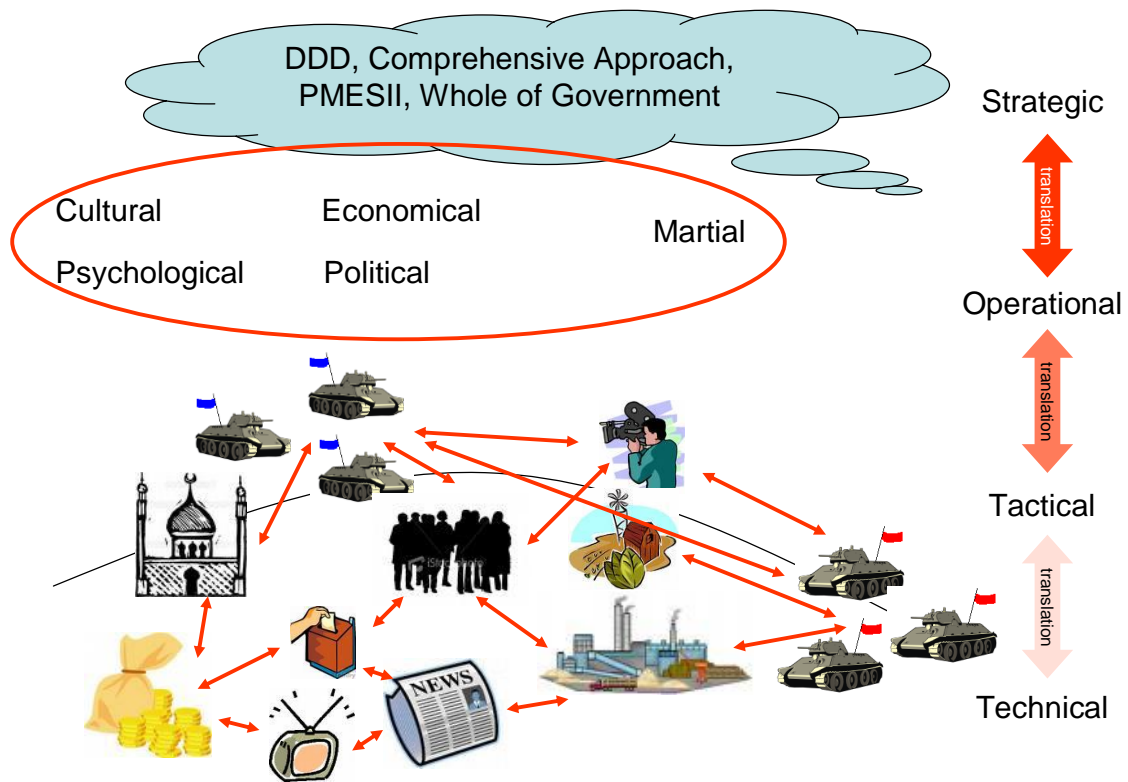 DDD, Comprehensive Approach,
PMESII, Whole of Government
Strategic
translation
Cultural
Economical
Martial
Psychological
Political
Operational
translation
Tactical
translation
NEWS
Technical